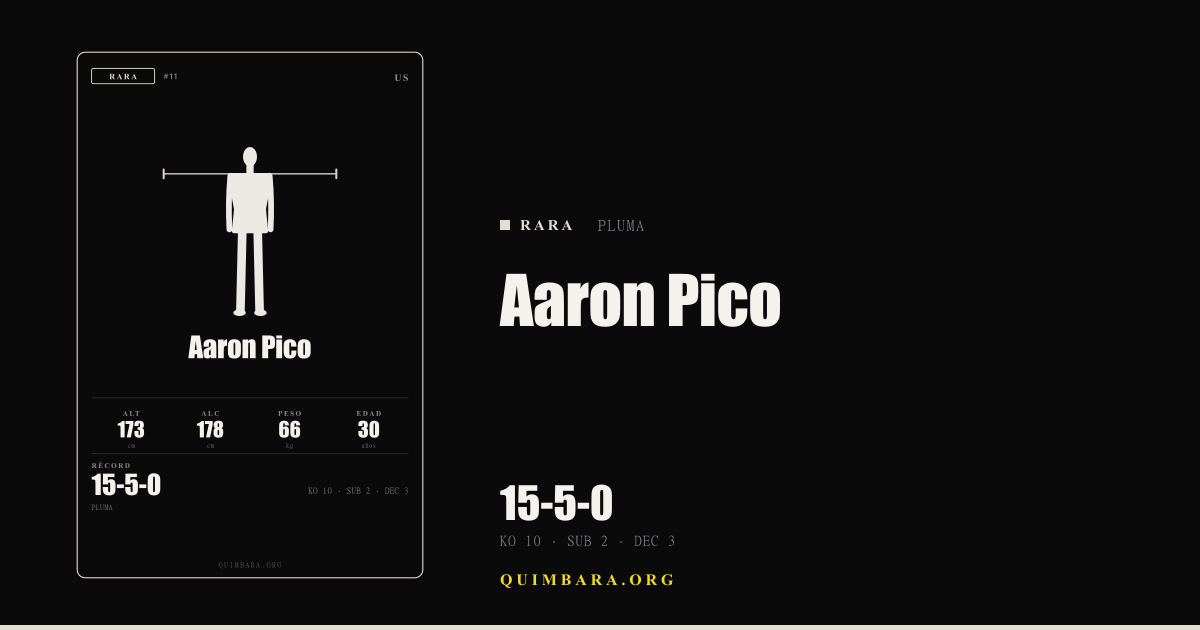 RARA #11 US
Aaron Pico
ALT ALC PESO EDAD
173 178 66 30
cm cm kg años
RÉCORD
15-5-0 KO 10 · SUB 2 · DEC 3
PLUMA
QUIMBARA.ORG
RARA PLUMA
Aaron Pico
15-5-0
KO 10 · SUB 2 · DEC 3
QUIMBARA.ORG